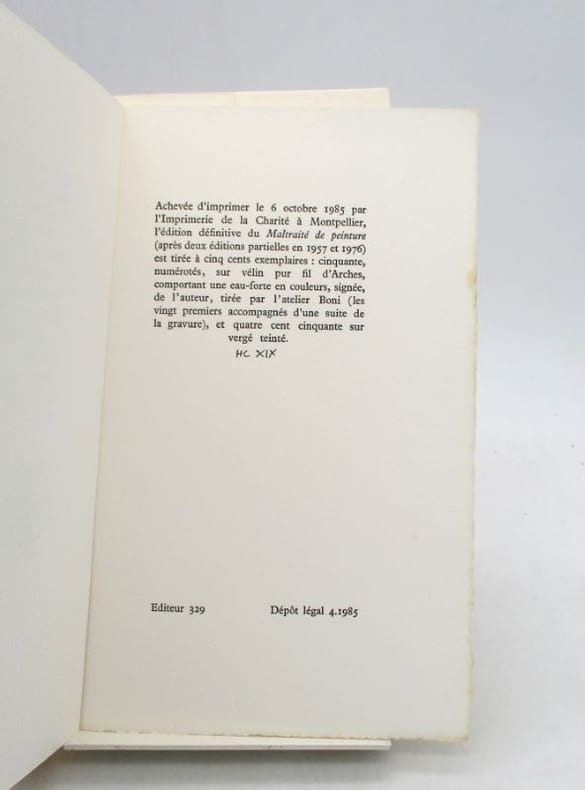 Achevée d'imprimer le 6 octobre 1985 par
l'Imprimerie de la Charité à Montpellier,
l'édition définitive du Maltraité de peinture
(après deux éditions partielles en 1957 et 1976)
est tirée à cinq cents exemplaires : cinquante,
numérotés, sur vélin pur fil d'Arches,
comportant une eau-forte en couleurs, signée,
de l'auteur, tirée par l'atelier Boni (les
vingt premiers accompagnés d'une suite de
la gravure), et quatre cent cinquante sur
vergé teinté.
HC XIX
Editeur 329 Dépôt légal 4.1985